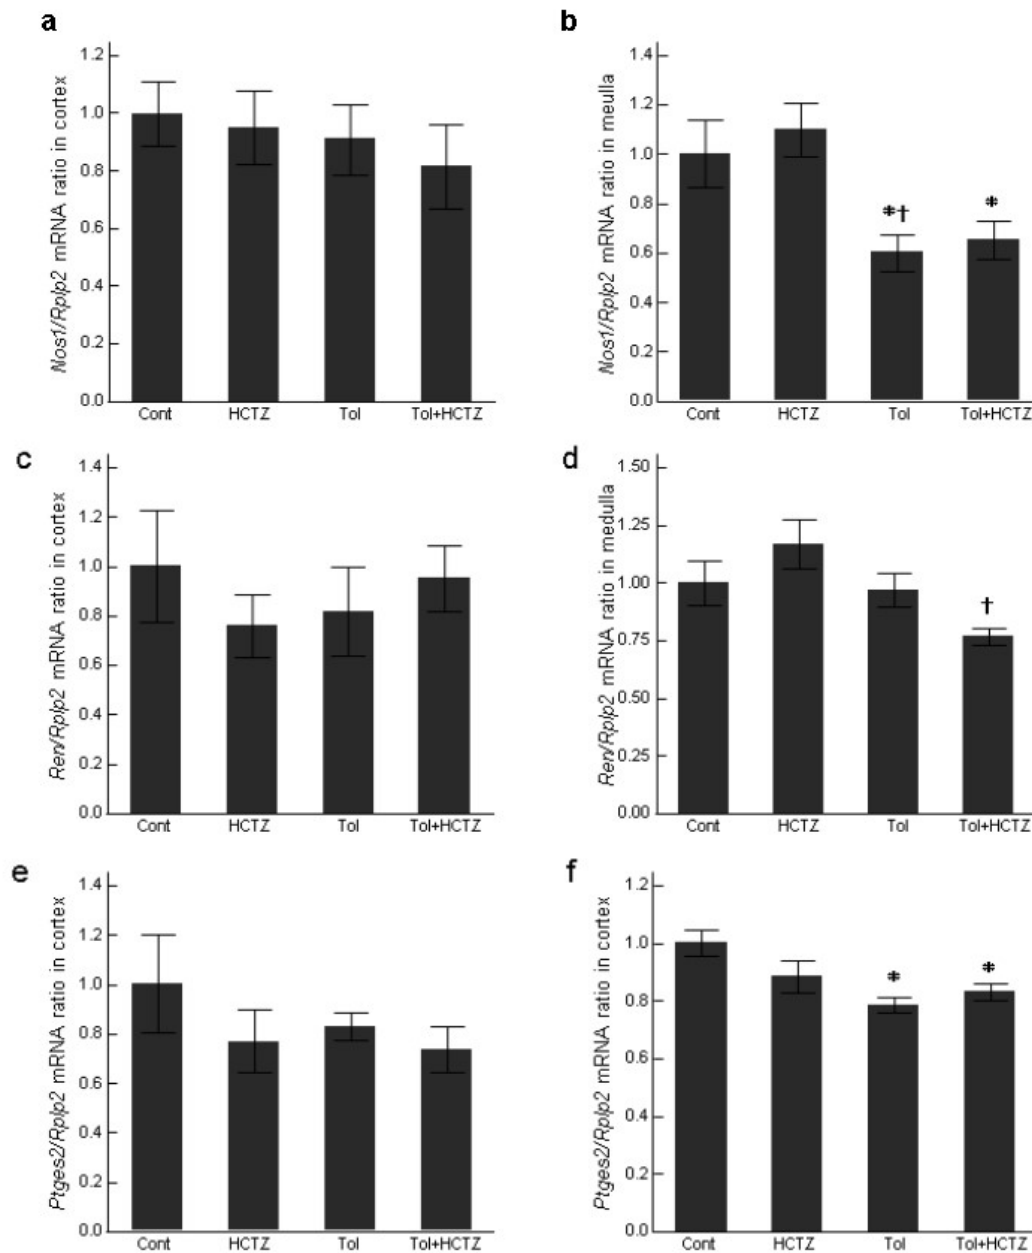 a
Nos1/Rplp2 mRNA ratio in cortex
1.2
1.0
0.8
0.6
0.4
0.2
0.0
Cont HCTZ Tol Tol+HCTZ
b
Nos1/Rplp2 mRNA ratio in meulla
1.4
1.2
1.0
0.8
0.6
0.4
0.2
0.0
*†
*
Cont HCTZ Tol Tol+HCTZ
c
Ren/Rplp2 mRNA ratio in cortex
1.4
1.2
1.0
0.8
0.6
0.4
0.2
0.0
Cont HCTZ Tol Tol+HCTZ
d
Ren/Rplp2 mRNA ratio in medulla
1.50
1.25
1.00
0.75
0.50
0.25
0.00
†
Cont HCTZ Tol Tol+HCTZ
e
Ptges2/Rplp2 mRNA ratio in cortex
1.4
1.2
1.0
0.8
0.6
0.4
0.2
0.0
Cont HCTZ Tol Tol+HCTZ
f
Ptges2/Rplp2 mRNA ratio in cortex
1.2
1.0
0.8
0.6
0.4
0.2
0.0
*
*
Cont HCTZ Tol Tol+HCTZ